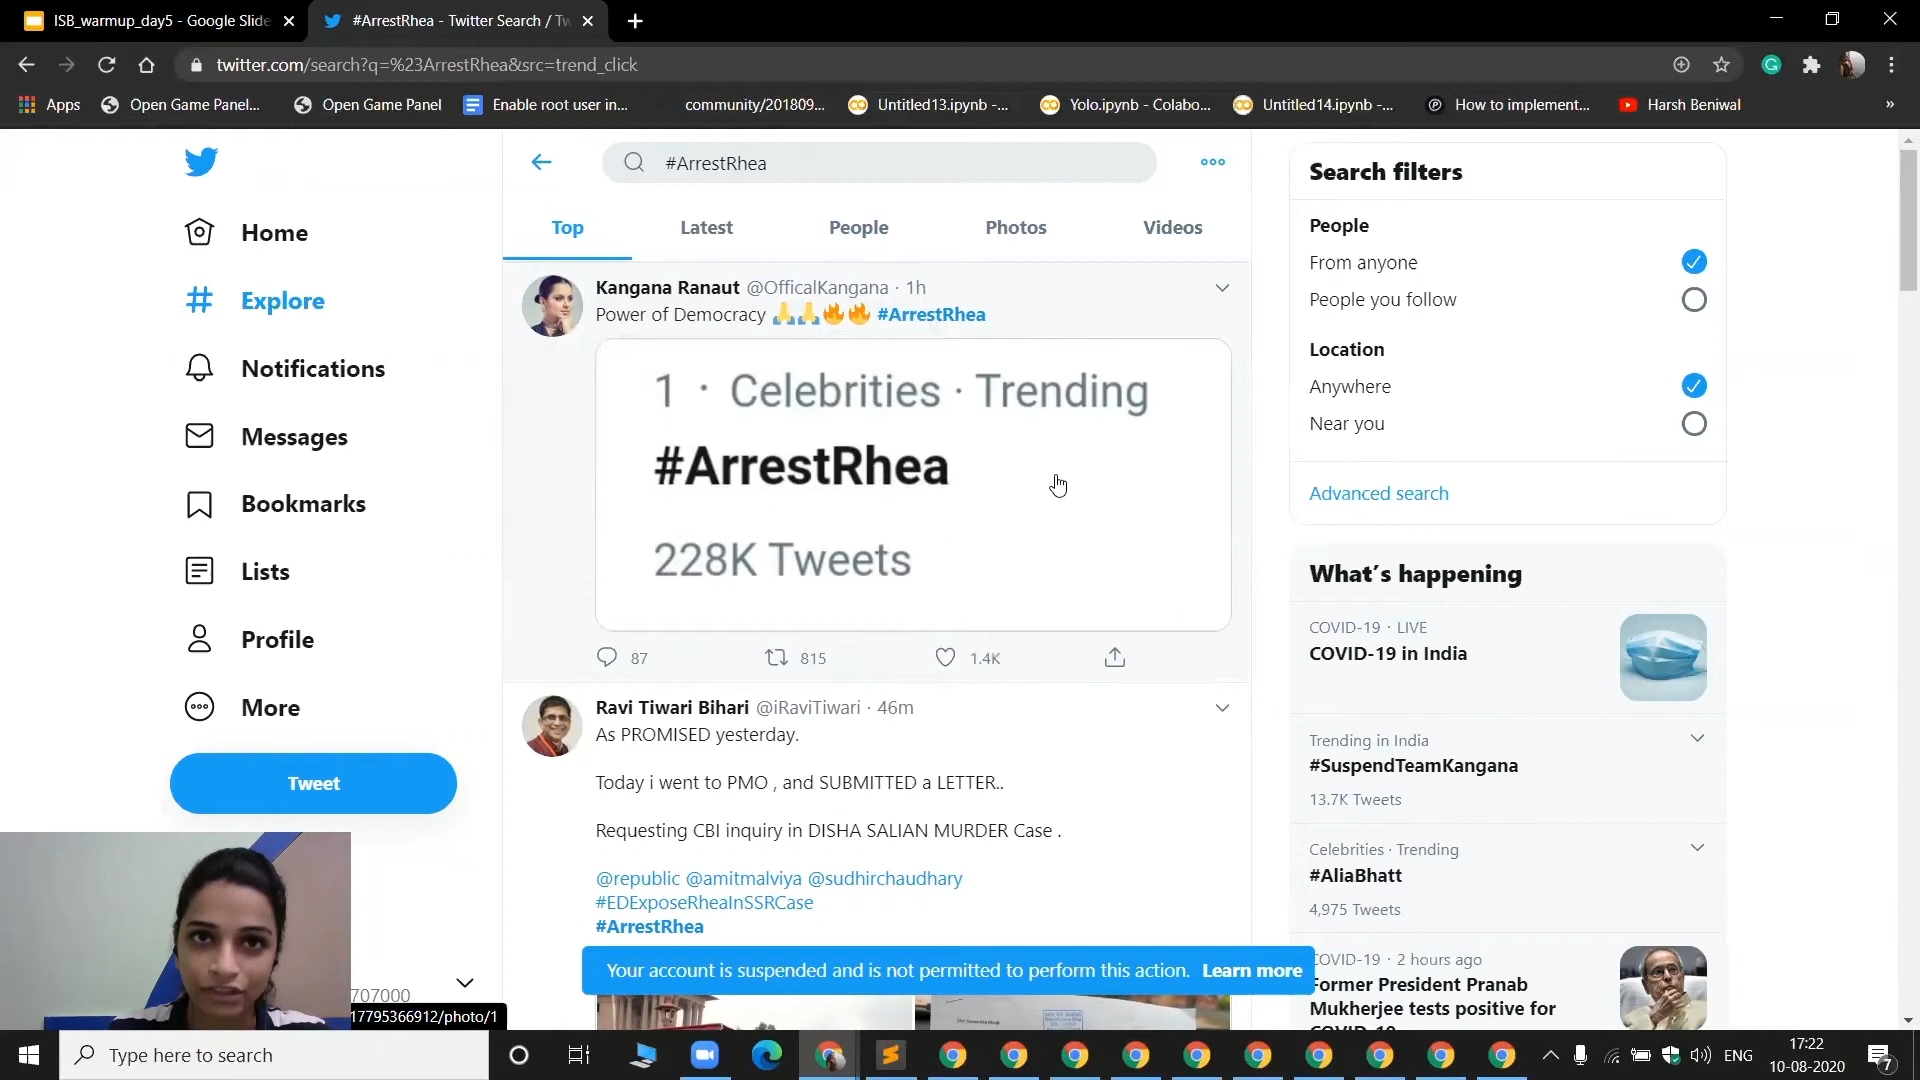 ISB_warmup_day5 - Google Slide
#ArrestRhea - Twitter Search / Tw
twitter.com/search?q=%23ArrestRhea&src=trend_click
Apps
Open Game Panel...
Open Game Panel
Enable root user in...
community/201809...
Untitled13.ipynb -...
Yolo.ipynb - Colabo...
Untitled14.ipynb -...
How to implement...
Harsh Beniwal
»
Home
Explore
Notifications
Messages
Bookmarks
Lists
Profile
More
Tweet
707000
17795366912/photo/1
#ArrestRhea
Top
Latest
People
Photos
Videos
Kangana Ranaut @OfficalKangana · 1h
Power of Democracy 🙏🙏🔥🔥 #ArrestRhea
1 · Celebrities · Trending
#ArrestRhea
228K Tweets
87
815
1.4K
Ravi Tiwari Bihari @iRaviTiwari · 46m
As PROMISED yesterday.
Today i went to PMO , and SUBMITTED a LETTER..
Requesting CBI inquiry in DISHA SALIAN MURDER Case .
@republic @amitmalviya @sudhirchaudhary
#EDExposeRheaInSSRCase
#ArrestRhea
Your account is suspended and is not permitted to perform this action. Learn more
Search filters
People
From anyone
People you follow
Location
Anywhere
Near you
Advanced search
What's happening
COVID-19 · LIVE
COVID-19 in India
Trending in India
#SuspendTeamKangana
13.7K Tweets
Celebrities · Trending
#AliaBhatt
4,975 Tweets
COVID-19 · 2 hours ago
Former President Pranab
Mukherjee tests positive for
COVID-19
Type here to search
ENG
17:22
10-08-2020
7